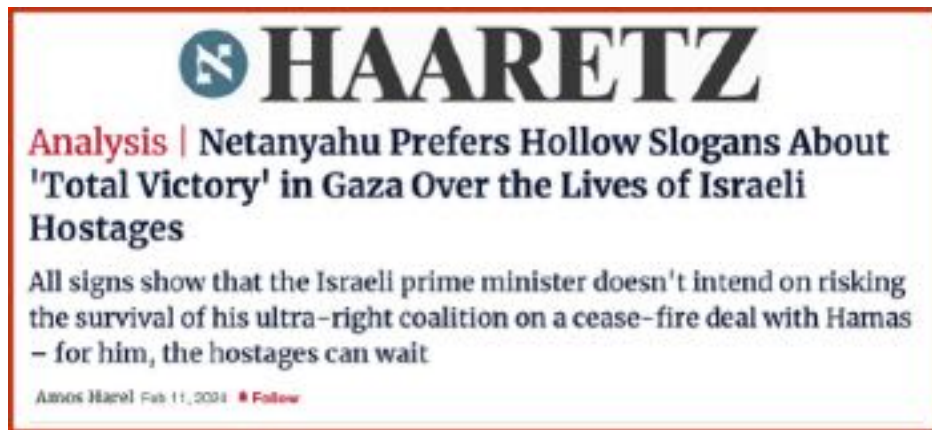 א HAARETZ
Analysis | Netanyahu Prefers Hollow Slogans About
'Total Victory' in Gaza Over the Lives of Israeli
Hostages
All signs show that the Israeli prime minister doesn't intend on risking
the survival of his ultra-right coalition on a cease-fire deal with Hamas
– for him, the hostages can wait
Amos Harel Feb 11, 2024 Follow